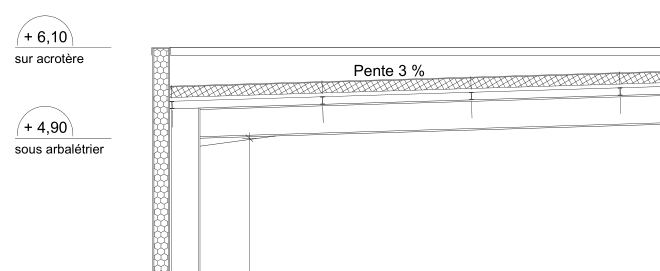 + 6,10
sur acrotère
Pente 3 %
+ 4,90
sous arbalétrier